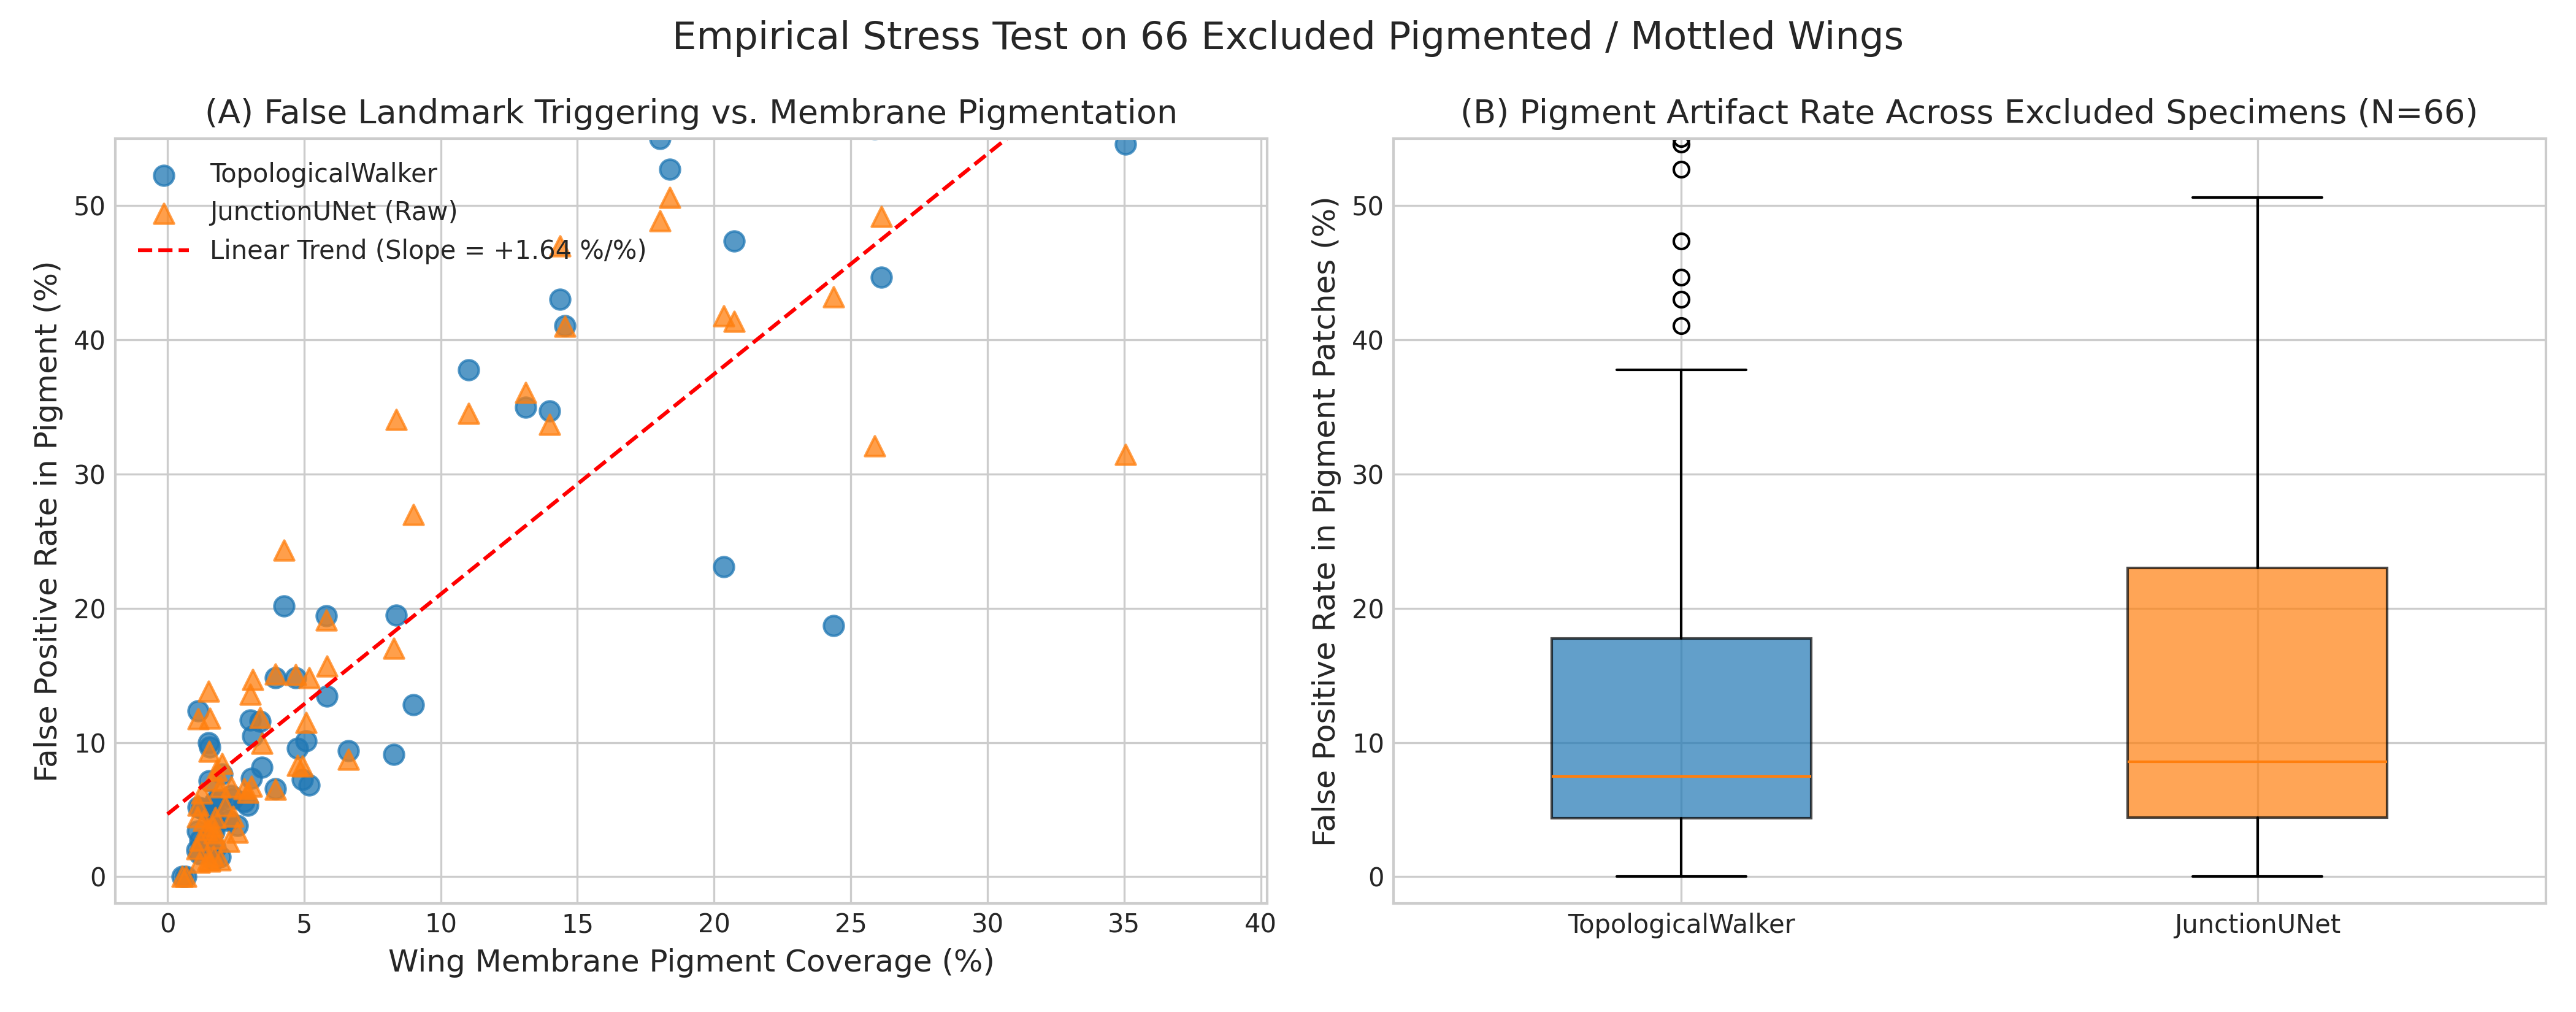 Empirical Stress Test on 66 Excluded Pigmented / Mottled Wings
(A) False Landmark Triggering vs. Membrane Pigmentation
TopologicalWalker
JunctionUNet (Raw)
Linear Trend (Slope = +1.64 %/%)
False Positive Rate in Pigment (%)
50
40
30
20
10
0
0 5 10 15 20 25 30 35 40
Wing Membrane Pigment Coverage (%)
(B) Pigment Artifact Rate Across Excluded Specimens (N=66)
False Positive Rate in Pigment Patches (%)
50
40
30
20
10
0
TopologicalWalker JunctionUNet